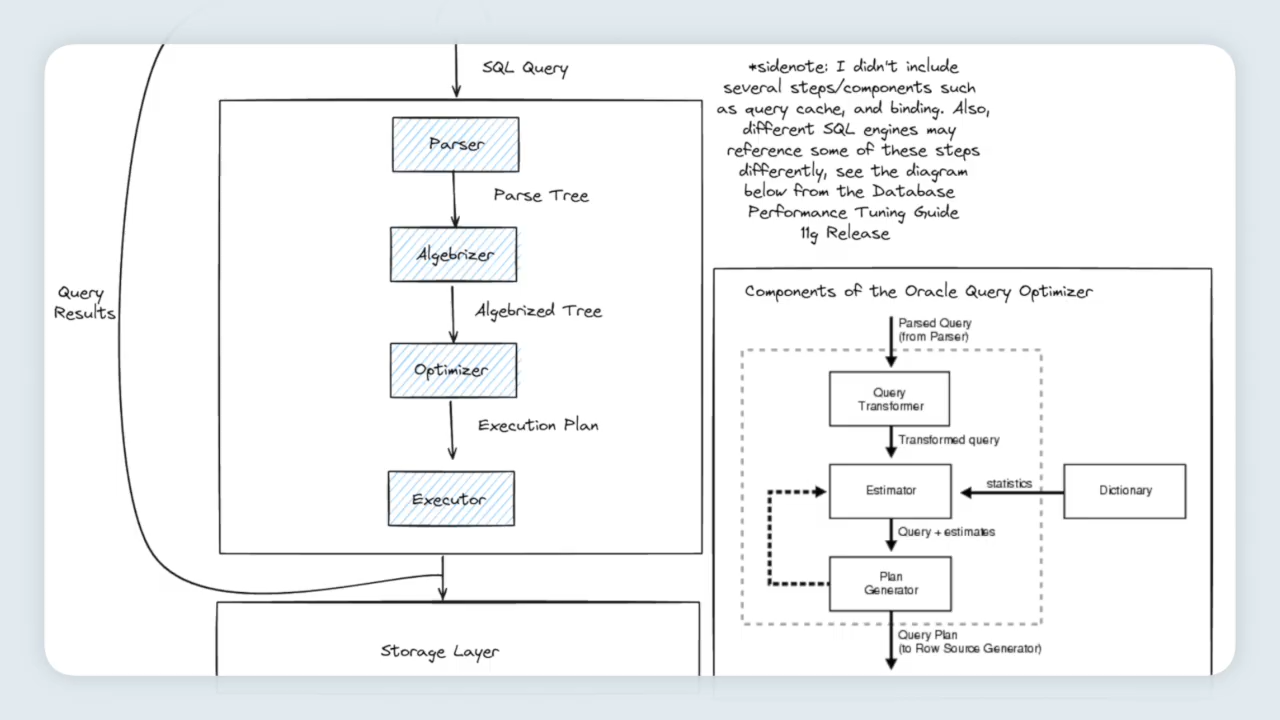 SQL Query
Parser
Parse Tree
Algebrizer
Algebrized Tree
Optimizer
Execution Plan
Executor
Query
Results
Storage Layer
*sidenote: I didn't include
several steps/components such
as query cache, and binding. Also,
different SQL engines may
reference some of these steps
differently, see the diagram
below from the Database
Performance Tuning Guide
11g Release
Components of the Oracle Query Optimizer
Parsed Query
(from Parser)
Query
Transformer
Transformed query
Estimator
statistics
Dictionary
Query + estimates
Plan
Generator
Query Plan
(to Row Source Generator)